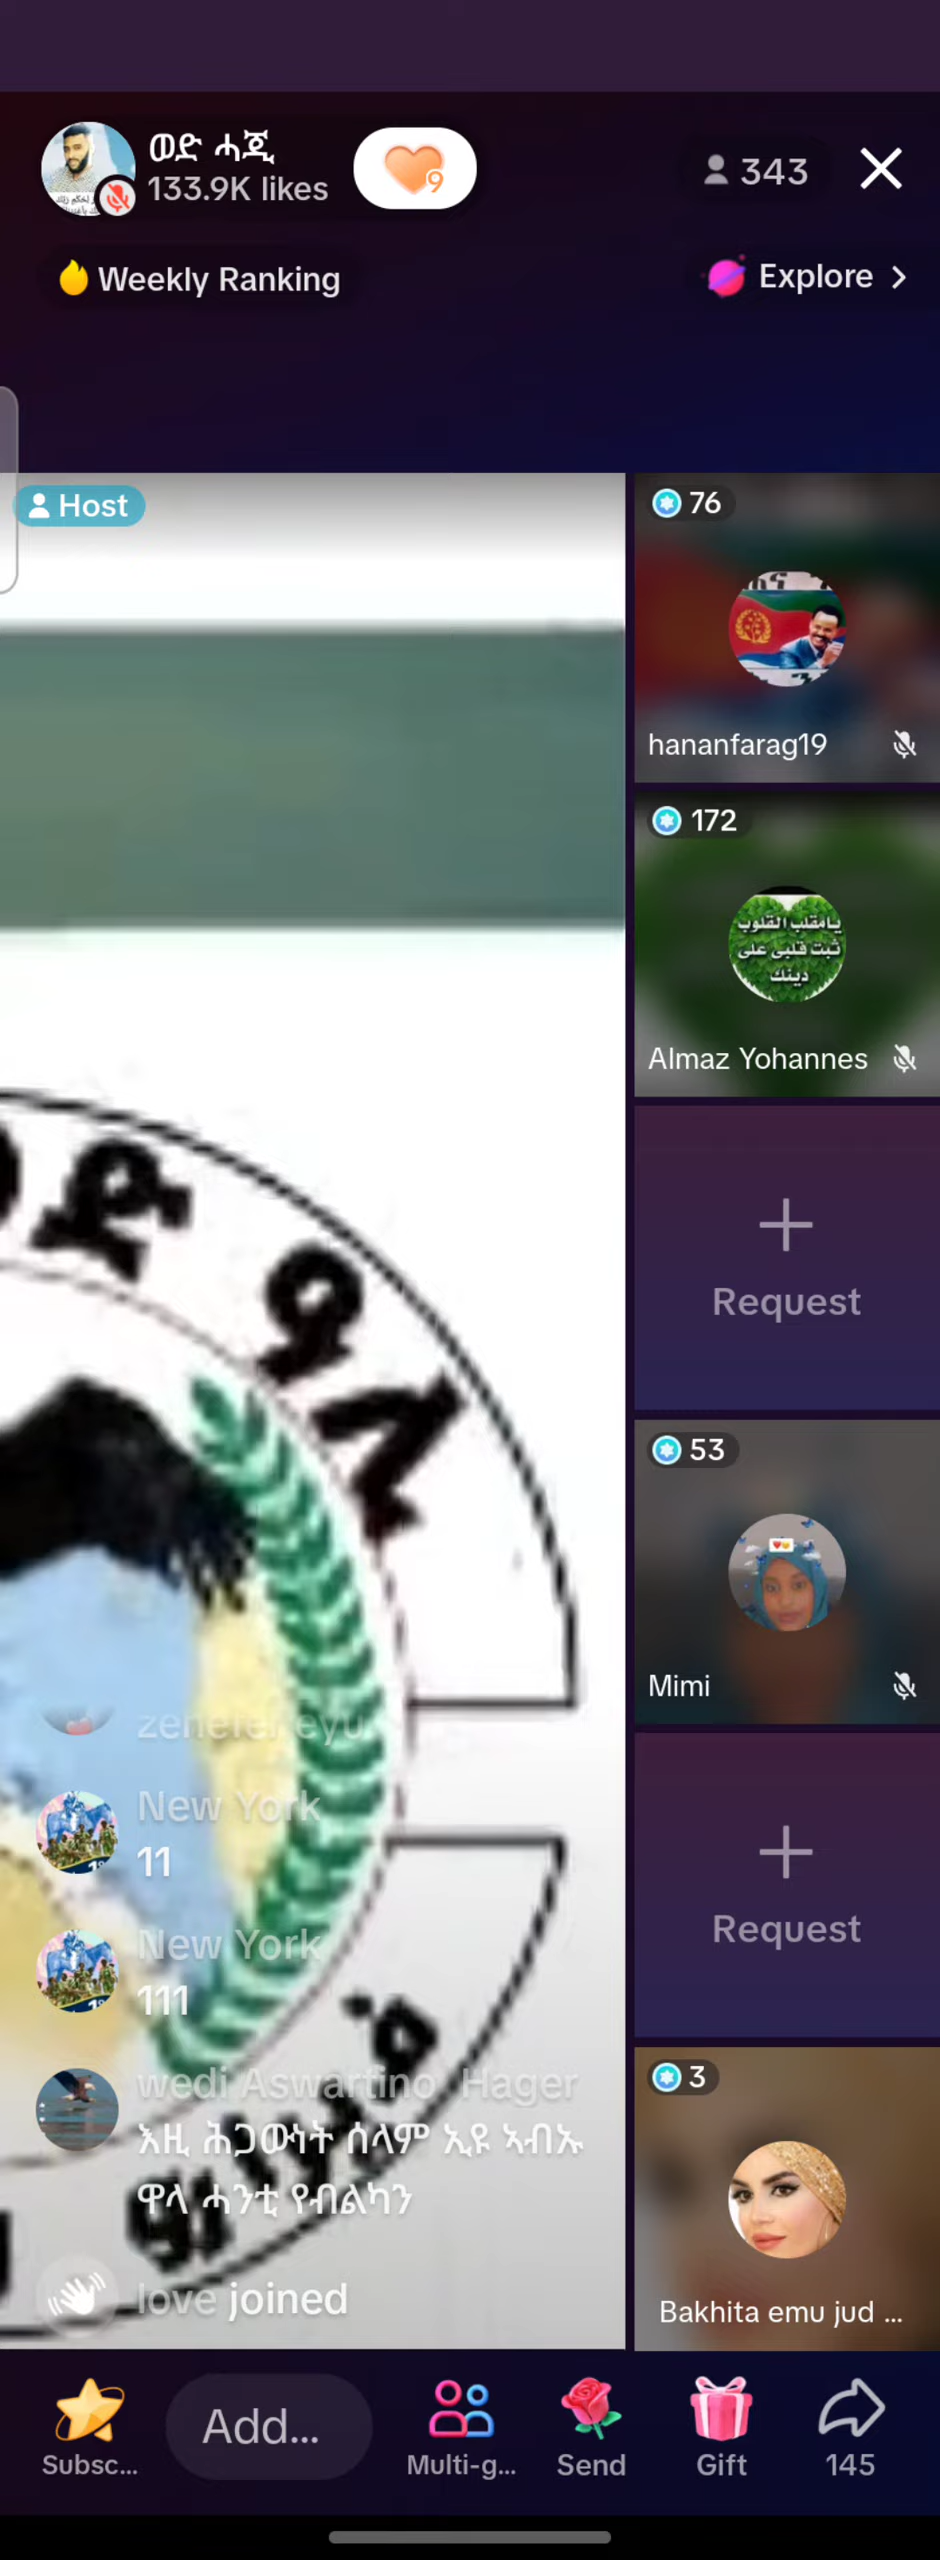 ወድ ሓጂ
133.9K likes
9
343
Weekly Ranking
Explore
Host
76
hananfarag19
172
يامقلب القلوب
ثبت قلبي على
دينك
Almaz Yohannes
Request
53
Mimi
Request
3
Bakhita emu jud ...
New York
11
New York
111
wedi Aswartino Hager
እዚ ሕጋውነት ሰላም ኢዩ ኣብኡ
ዋላ ሓንቲ የብልካን
love joined
Subsc...
Add...
Multi-g...
Send
Gift
145